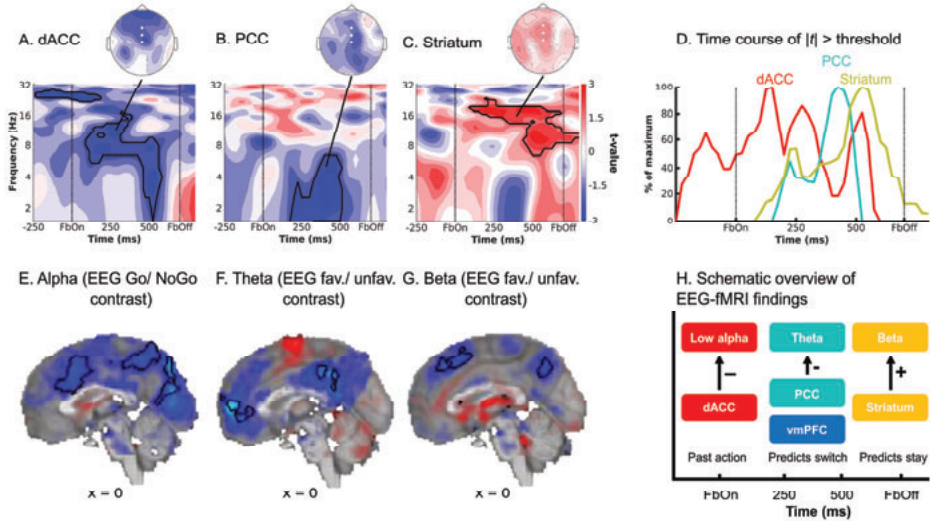 A. dACC
B. PCC
C. Striatum
D. Time course of |t| > threshold
32
16
8
4
2
Frequency (Hz)
-250 FbOn 250 500 FbOff
Time (ms)
32
16
8
4
2
-250 FbOn 250 500 FbOff
Time (ms)
32
16
8
4
2
-250 FbOn 250 500 FbOff
Time (ms)
3
1.5
0
-1.5
-3
t-value
PCC
dACC
Striatum
100
80
60
40
20
0
% of maximum
FbOn 250 500 FbOff
Time (ms)
E. Alpha (EEG Go/ NoGo
contrast)
F. Theta (EEG fav./ unfav.
contrast)
G. Beta (EEG fav./ unfav.
contrast)
x = 0
x = 0
x = 0
H. Schematic overview of
EEG-fMRI findings
Low alpha
Theta
Beta
–
-
+
dACC
PCC
Striatum
vmPFC
Past action
Predicts switch
Predicts stay
FbOn 250 500 FbOff
Time (ms)